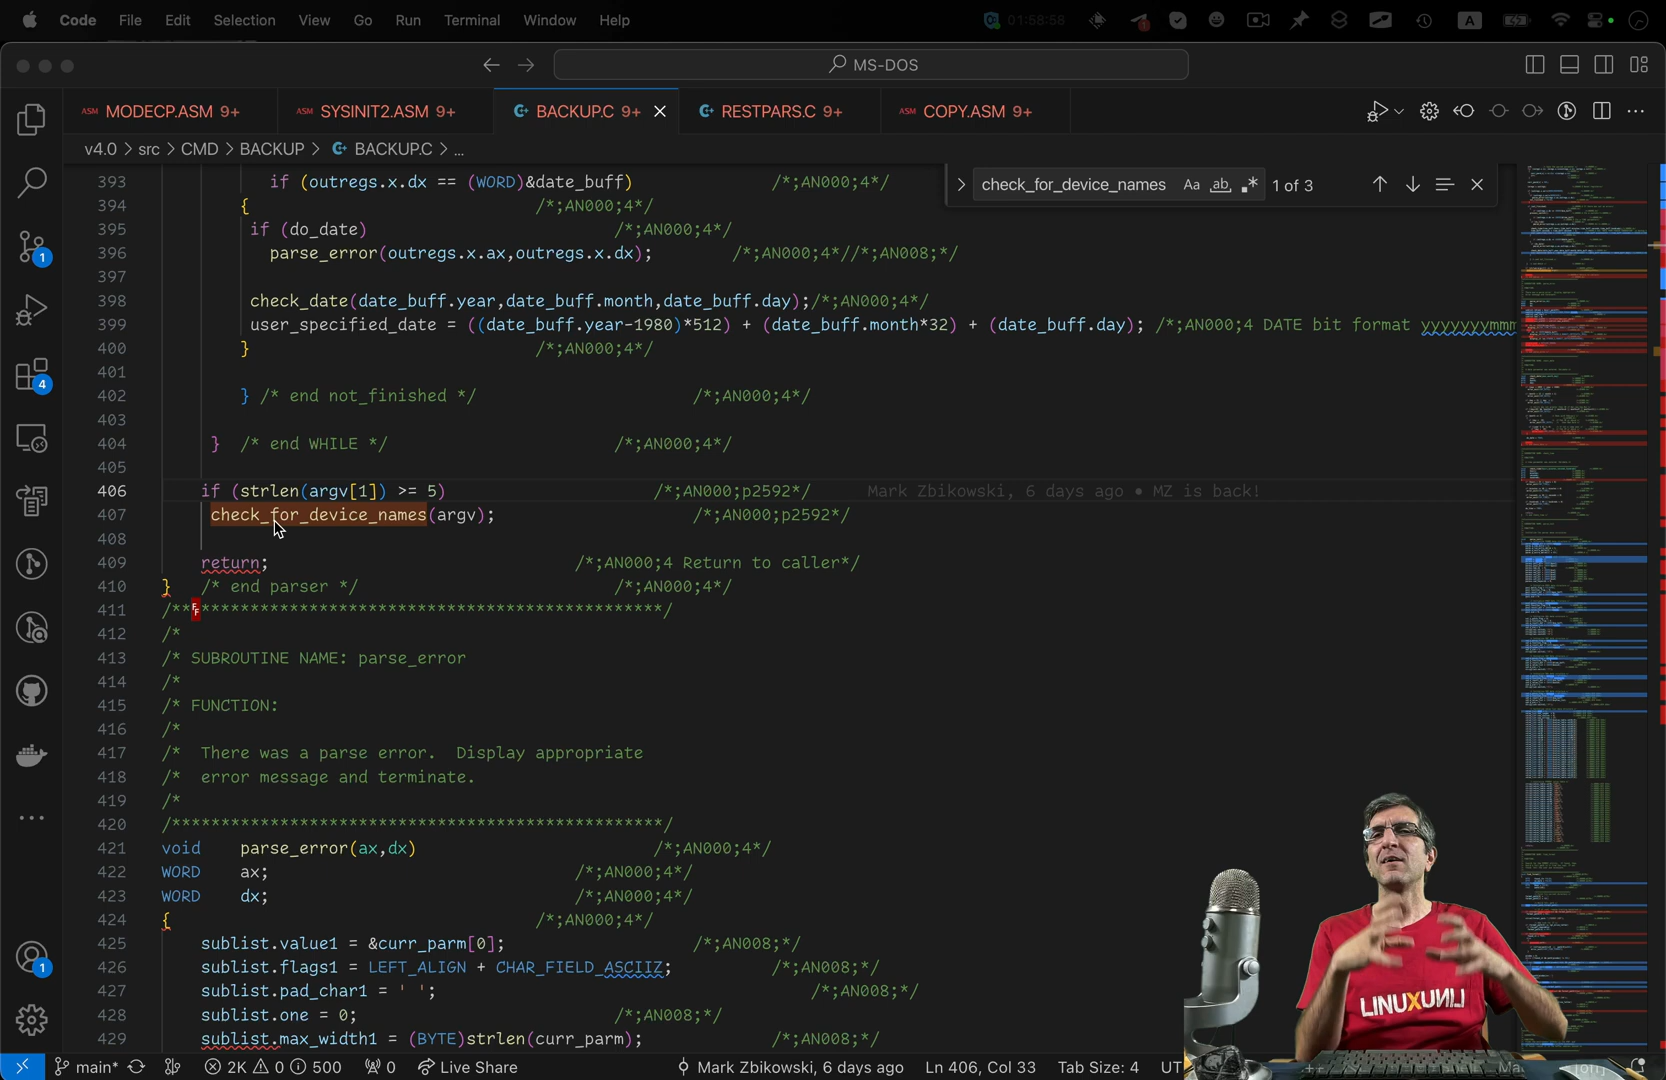 Code File Edit Selection View Go Run Terminal Window Help 01:58:58 1 A
MS-DOS
ASM MODECP.ASM 9+ ASM SYSINIT2.ASM 9+ BACKUP.C 9+ RESTPARS.C 9+ ASM COPY.ASM 9+
v4.0 > src > CMD > BACKUP > BACKUP.C > ...
check_for_device_names Aa ab 1 of 3
393 if (outregs.x.dx == (WORD)&date_buff) /*;AN000;4*/
394 { /*;AN000;4*/
395 if (do_date) /*;AN000;4*/
396 parse_error(outregs.x.ax,outregs.x.dx); /*;AN000;4*//*;AN008;*/
397
398 check_date(date_buff.year,date_buff.month,date_buff.day);/*;AN000;4*/
399 user_specified_date = ((date_buff.year-1980)*512) + (date_buff.month*32) + (date_buff.day); /*;AN000;4 DATE bit format yyyyyyymmm
400 } /*;AN000;4*/
401
402 } /* end not_finished */ /*;AN000;4*/
403
404 } /* end WHILE */ /*;AN000;4*/
405
406 if (strlen(argv[1]) >= 5) /*;AN000;p2592*/ Mark Zbikowski, 6 days ago • MZ is back!
407 check_for_device_names(argv); /*;AN000;p2592*/
408
409 return; /*;AN000;4 Return to caller*/
410 } /* end parser */ /*;AN000;4*/
411 /**FF***********************************************/
412 /*
413 /* SUBROUTINE NAME: parse_error
414 /*
415 /* FUNCTION:
416 /*
417 /* There was a parse error. Display appropriate
418 /* error message and terminate.
419 /*
420 /**************************************************/
421 void parse_error(ax,dx) /*;AN000;4*/
422 WORD ax; /*;AN000;4*/
423 WORD dx; /*;AN000;4*/
424 { /*;AN000;4*/
425 sublist.value1 = &curr_parm[0]; /*;AN008;*/
426 sublist.flags1 = LEFT_ALIGN + CHAR_FIELD_ASCIIZ; /*;AN008;*/
427 sublist.pad_char1 = ' '; /*;AN008;*/
428 sublist.one = 0; /*;AN008;*/
429 sublist.max_width1 = (BYTE)strlen(curr_parm); /*;AN008;*/
1
4
1
LINUX
main* 2K 0 500 0 Live Share Mark Zbikowski, 6 days ago Ln 406, Col 33 Tab Size: 4